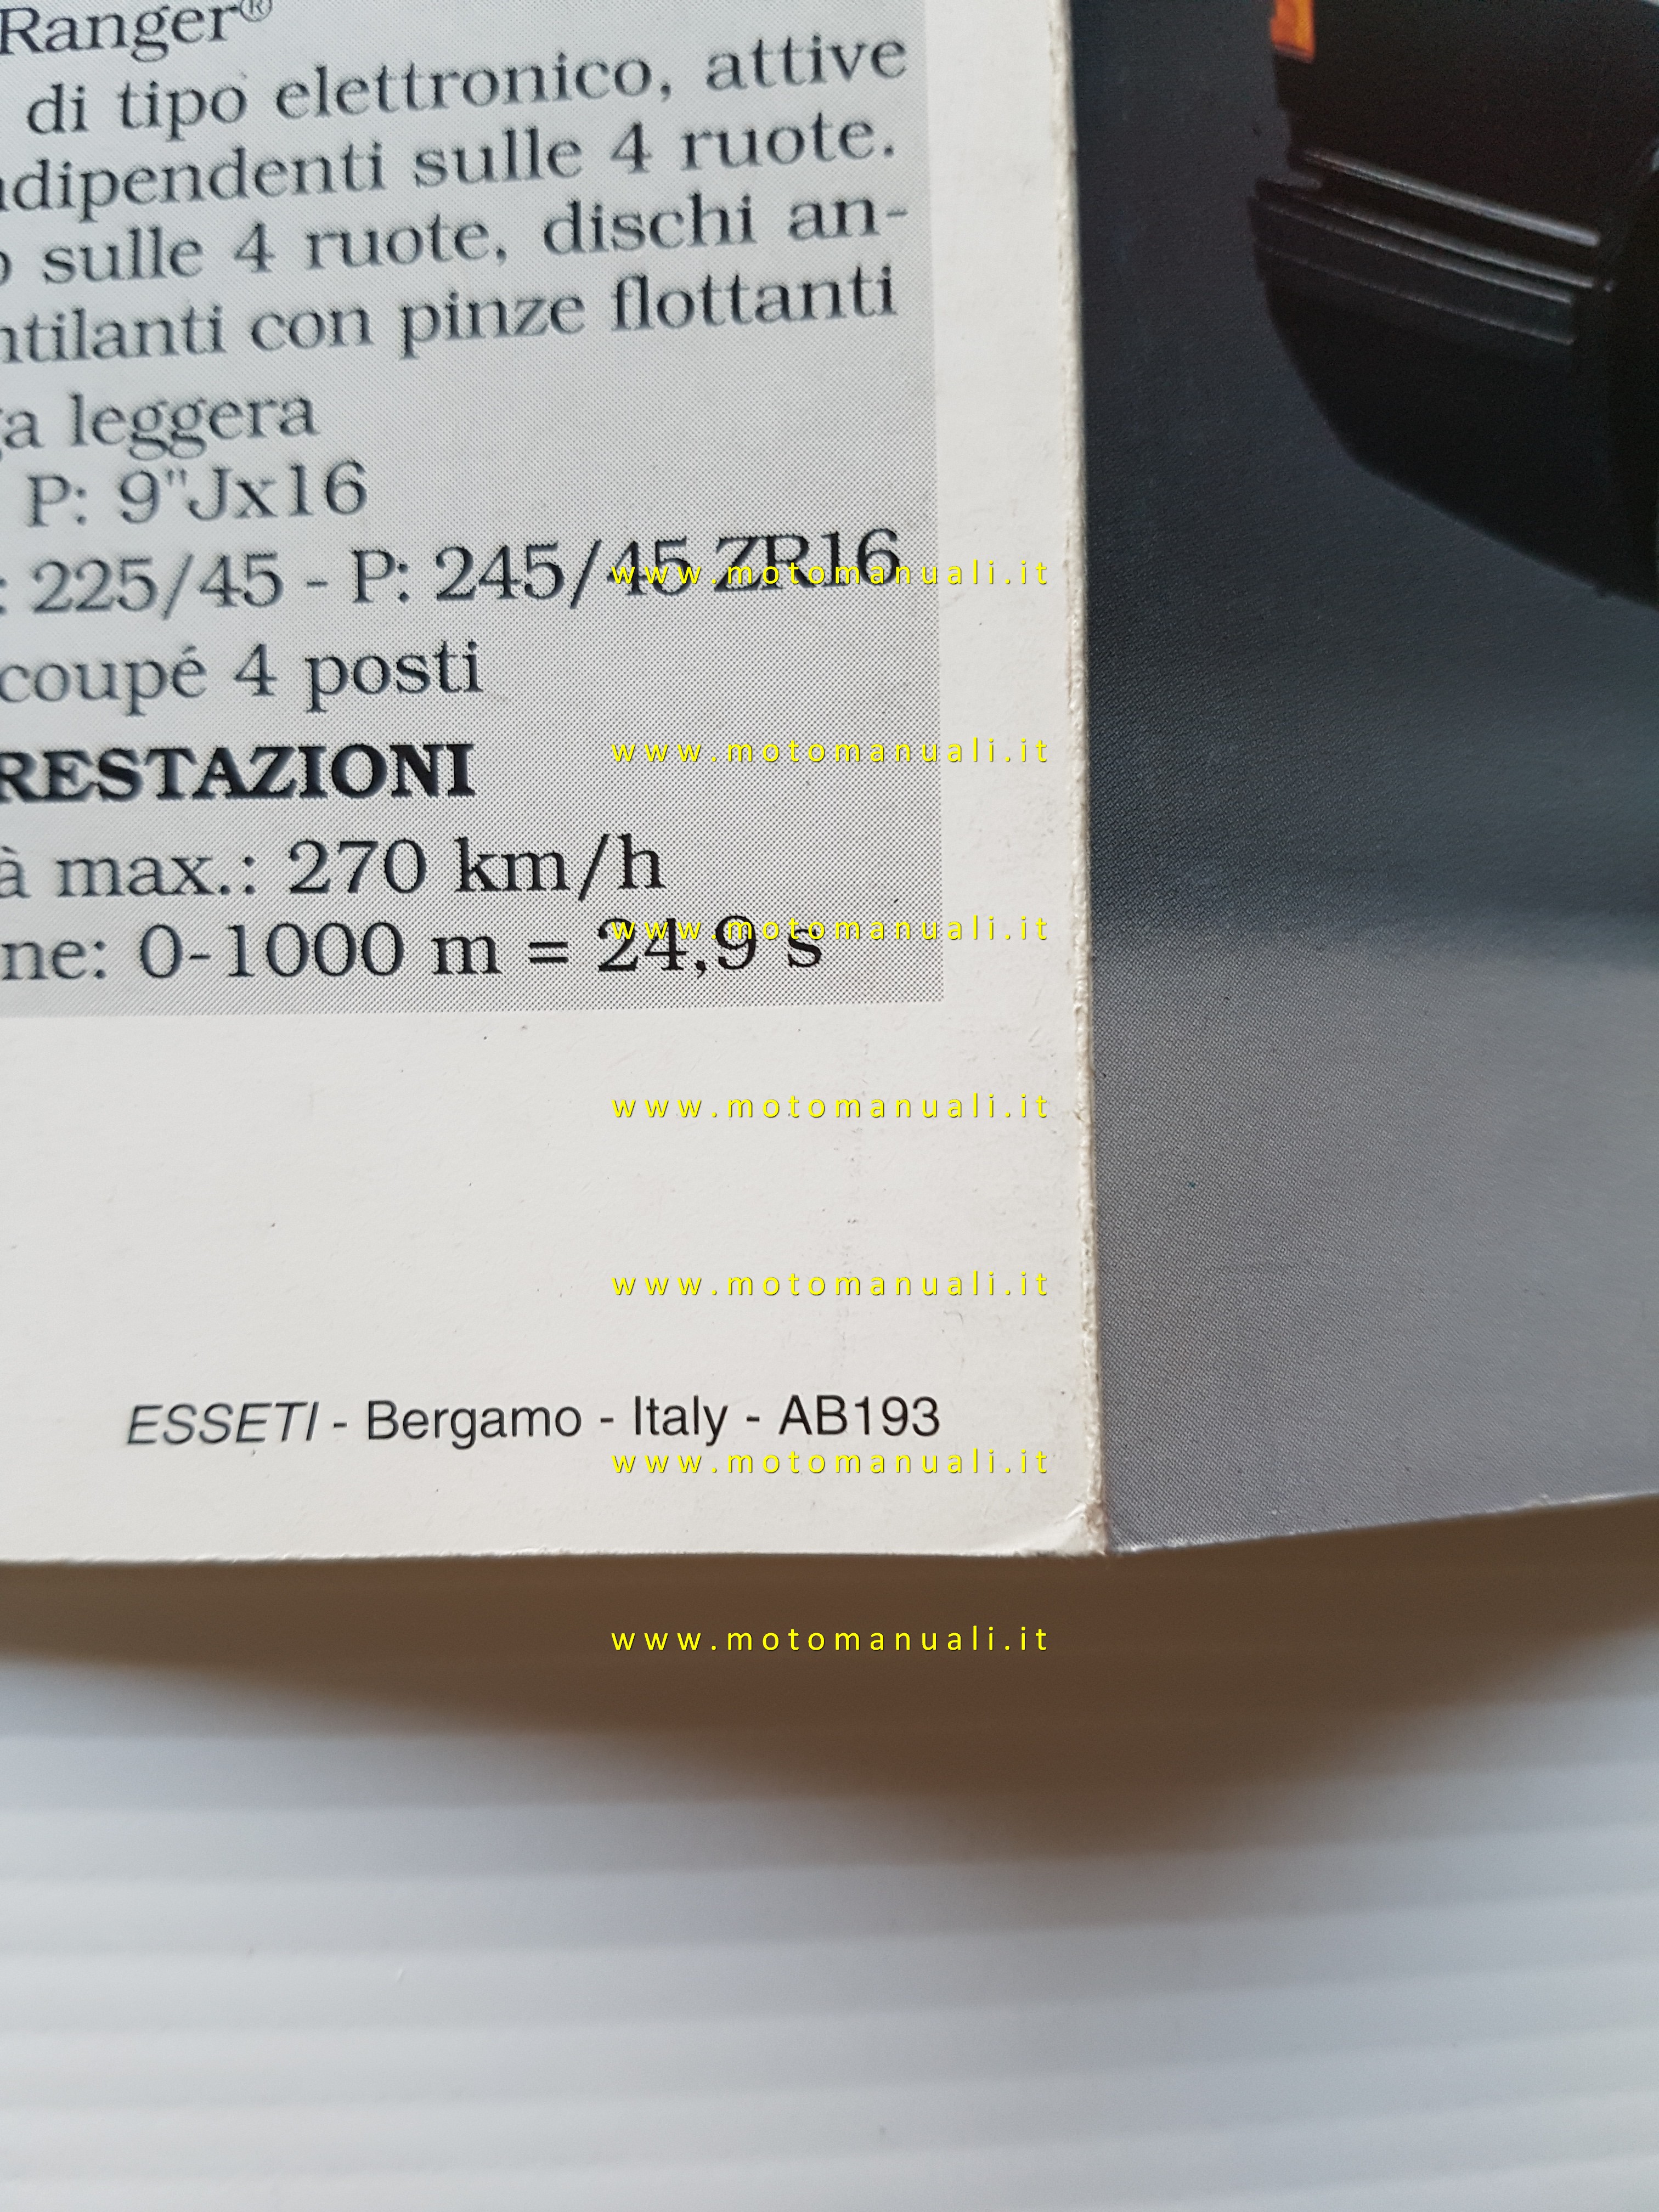 Ranger®
di tipo elettronico, attive
ndipendenti sulle 4 ruote.
o sulle 4 ruote, dischi an-
ntilanti con pinze flottanti
ga leggera
P: 9"Jx16
: 225/45 - P: 245/45 ZR16
www.motomanuali.it
coupé 4 posti
RESTAZIONI
www.motomanuali.it
à max.: 270 km/h
ne: 0-1000 m = 24,9 s
www.motomanuali.it
www.motomanuali.it
www.motomanuali.it
ESSETI - Bergamo - Italy - AB193
www.motomanuali.it
www.motomanuali.it